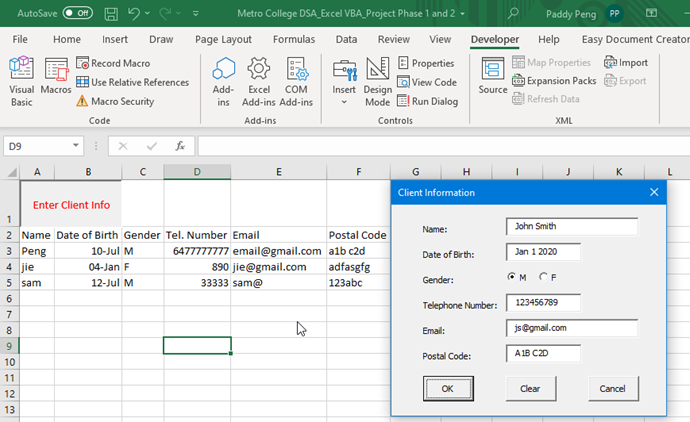 AutoSave Off Metro College DSA_Excel VBA_Project Phase 1 and 2 Paddy Peng PP
File Home Insert Draw Page Layout Formulas Data Review View Developer Help Easy Document Creator
Visual Basic
Macros
Record Macro
Use Relative References
Macro Security
Code
Add-ins
Excel Add-ins
COM Add-ins
Add-ins
Insert
Design Mode
Properties
View Code
Run Dialog
Controls
Source
Map Properties
Expansion Packs
Refresh Data
Import
Export
XML
D9 fx
A B C D E F G H I J K L
1 Enter Client Info
2 Name Date of Birth Gender Tel. Number Email Postal Code
3 Peng 10-Jul M 6477777777 email@gmail.com a1b c2d
4 jie 04-Jan F 890 jie@gmail.com adfasgfg
5 sam 12-Jul M 33333 sam@ 123abc
6
7
8
9
10
11
12
13
Client Information
Name: John Smith
Date of Birth: Jan 1 2020
Gender: M F
Telephone Number: 123456789
Email: js@gmail.com
Postal Code: A1B C2D
OK Clear Cancel